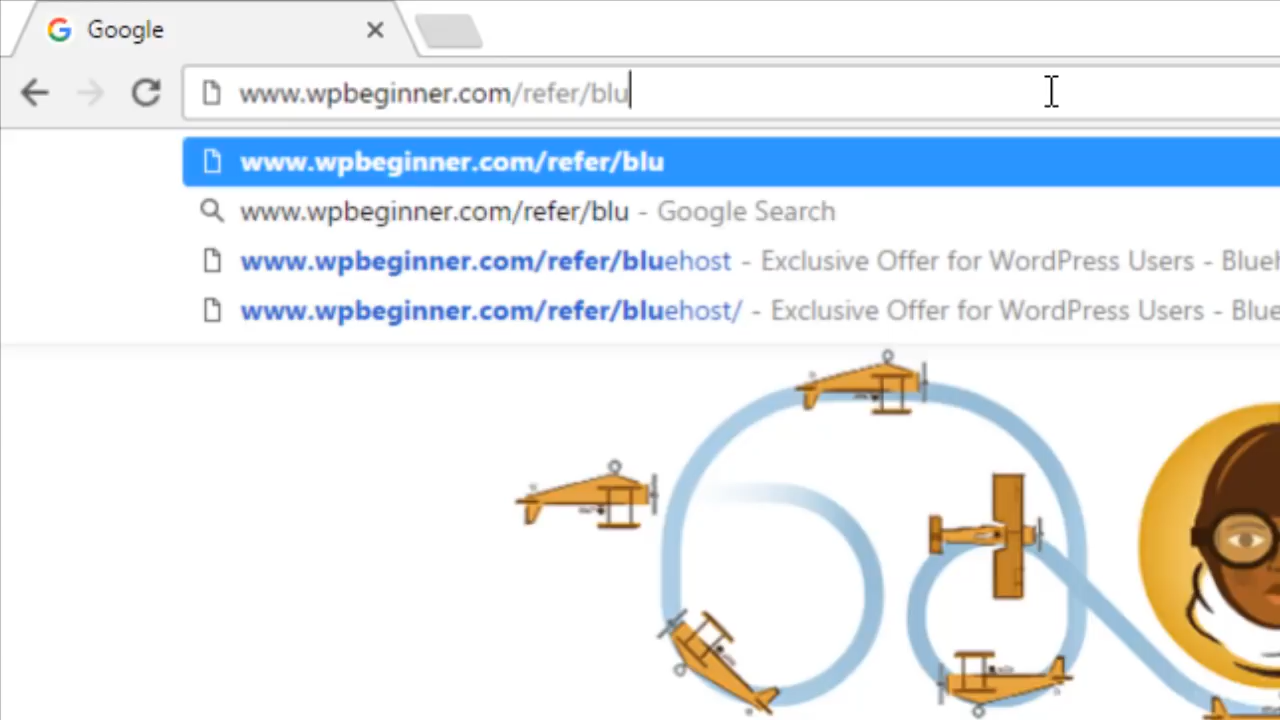 Google
www.wpbeginner.com/refer/blu
www.wpbeginner.com/refer/blu
www.wpbeginner.com/refer/blu - Google Search
www.wpbeginner.com/refer/bluehost - Exclusive Offer for WordPress Users - Blueh
www.wpbeginner.com/refer/bluehost/ - Exclusive Offer for WordPress Users - Blue